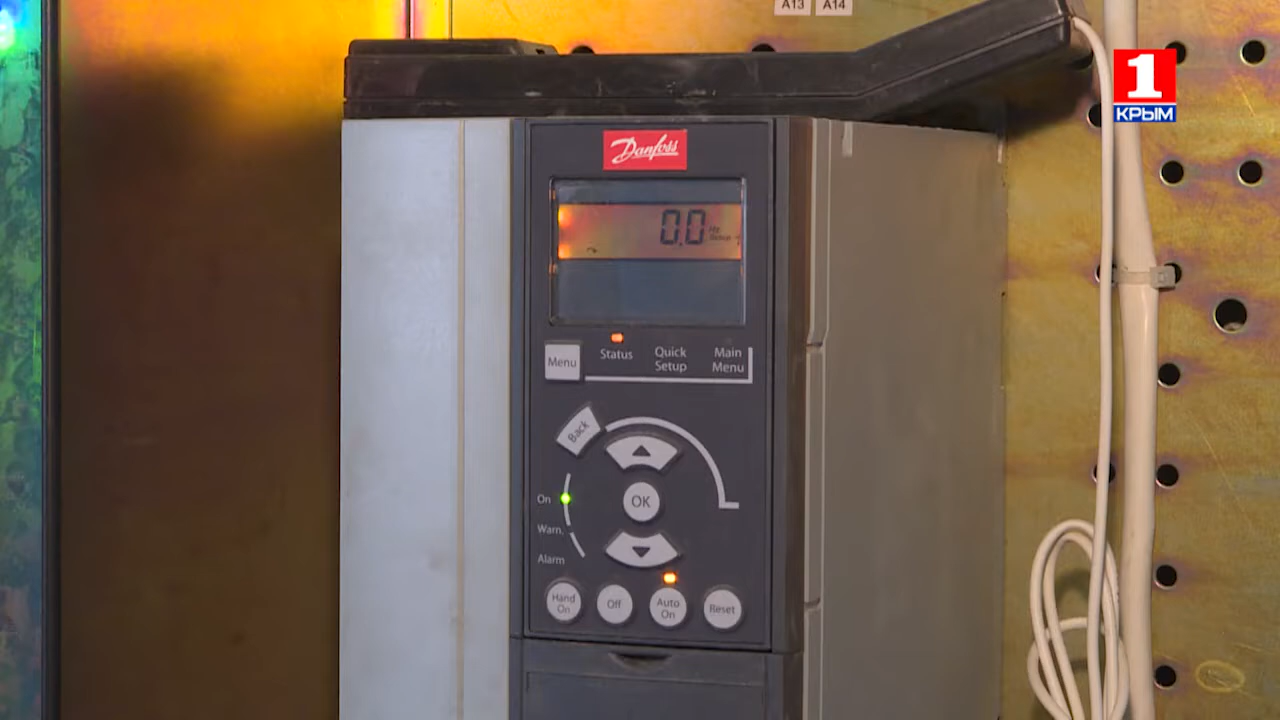 A13 A14
1
КРЫМ
Danfoss
0.0 Hz
Menu
Status
Quick
Setup
Main
Menu
Back
OK
On
Warn.
Alarm
Hand
On
Off
Auto
On
Reset